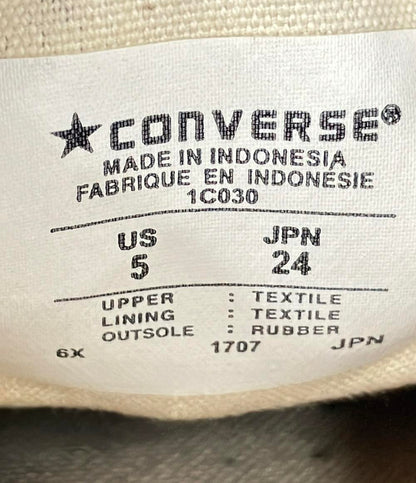 ★CONVERSE®
MADE IN INDONESIA
FABRIQUE EN INDONESIE
1C030
US JPN
5 24
UPPER : TEXTILE
LINING : TEXTILE
OUTSOLE : RUBBER
6X 1707 JPN